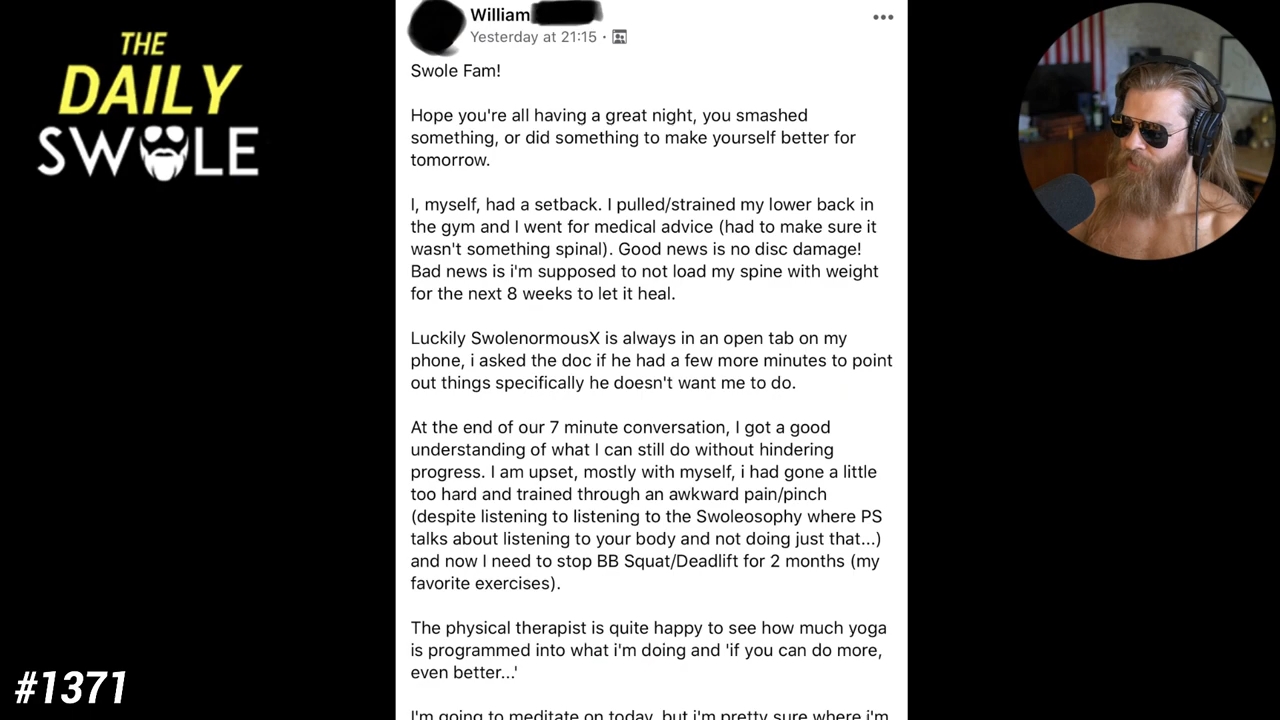 THE
DAILY
SWOLE
William
Yesterday at 21:15 ·
Swole Fam!
Hope you're all having a great night, you smashed
something, or did something to make yourself better for
tomorrow.
I, myself, had a setback. I pulled/strained my lower back in
the gym and I went for medical advice (had to make sure it
wasn't something spinal). Good news is no disc damage!
Bad news is i'm supposed to not load my spine with weight
for the next 8 weeks to let it heal.
Luckily SwolenormousX is always in an open tab on my
phone, i asked the doc if he had a few more minutes to point
out things specifically he doesn't want me to do.
At the end of our 7 minute conversation, I got a good
understanding of what I can still do without hindering
progress. I am upset, mostly with myself, i had gone a little
too hard and trained through an awkward pain/pinch
(despite listening to listening to the Swoleosophy where PS
talks about listening to your body and not doing just that...)
and now I need to stop BB Squat/Deadlift for 2 months (my
favorite exercises).
The physical therapist is quite happy to see how much yoga
is programmed into what i'm doing and 'if you can do more,
even better...'
I'm going to meditate on today, but i'm pretty sure where i'm
#1371